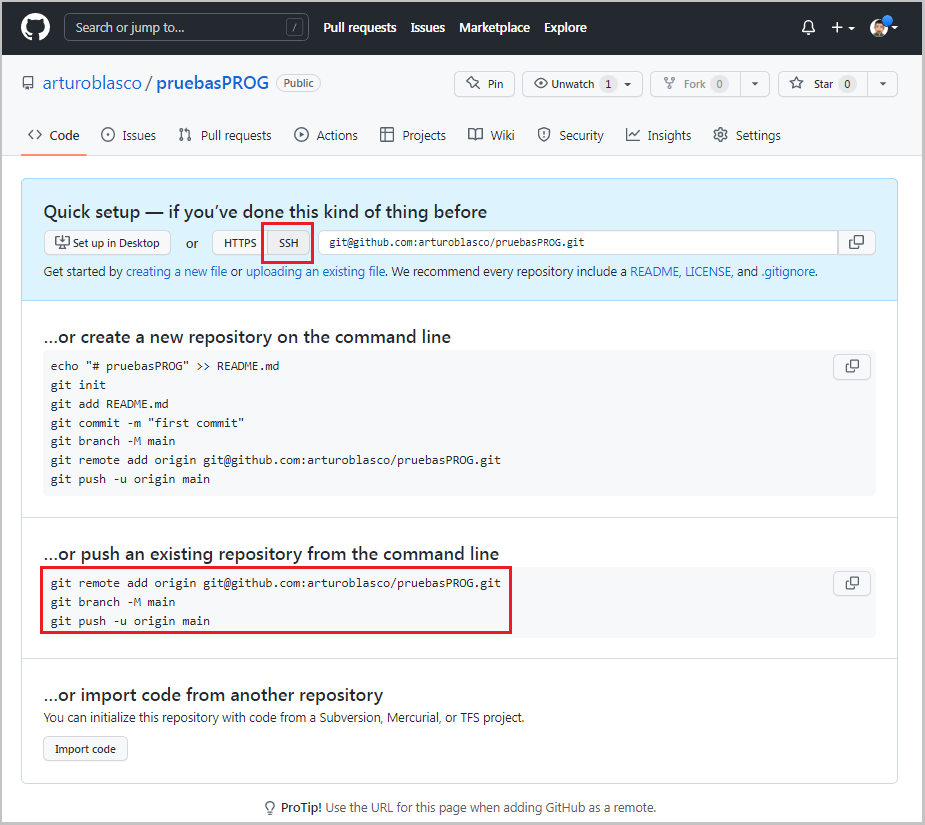 Search or jump to... / Pull requests Issues Marketplace Explore
arturoblasco / pruebasPROG Public Pin Unwatch 1 Fork 0 Star 0
Code Issues Pull requests Actions Projects Wiki Security Insights Settings
Quick setup — if you've done this kind of thing before
Set up in Desktop or HTTPS SSH git@github.com:arturoblasco/pruebasPROG.git
Get started by creating a new file or uploading an existing file. We recommend every repository include a README, LICENSE, and .gitignore.
...or create a new repository on the command line
echo "# pruebasPROG" >> README.md
git init
git add README.md
git commit -m "first commit"
git branch -M main
git remote add origin git@github.com:arturoblasco/pruebasPROG.git
git push -u origin main
...or push an existing repository from the command line
git remote add origin git@github.com:arturoblasco/pruebasPROG.git
git branch -M main
git push -u origin main
...or import code from another repository
You can initialize this repository with code from a Subversion, Mercurial, or TFS project.
Import code
ProTip! Use the URL for this page when adding GitHub as a remote.